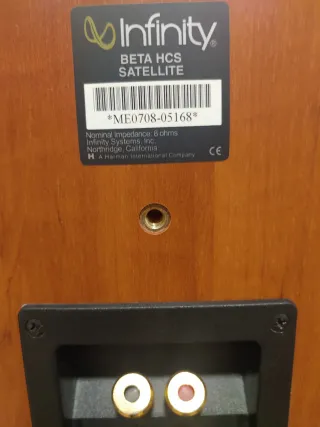 Infinity®
BETA HCS
SATELLITE
*ME0708-05168*
Nominal Impedance: 8 ohms
Infinity Systems, Inc.
Northridge, California
H A Harman International Company
CE